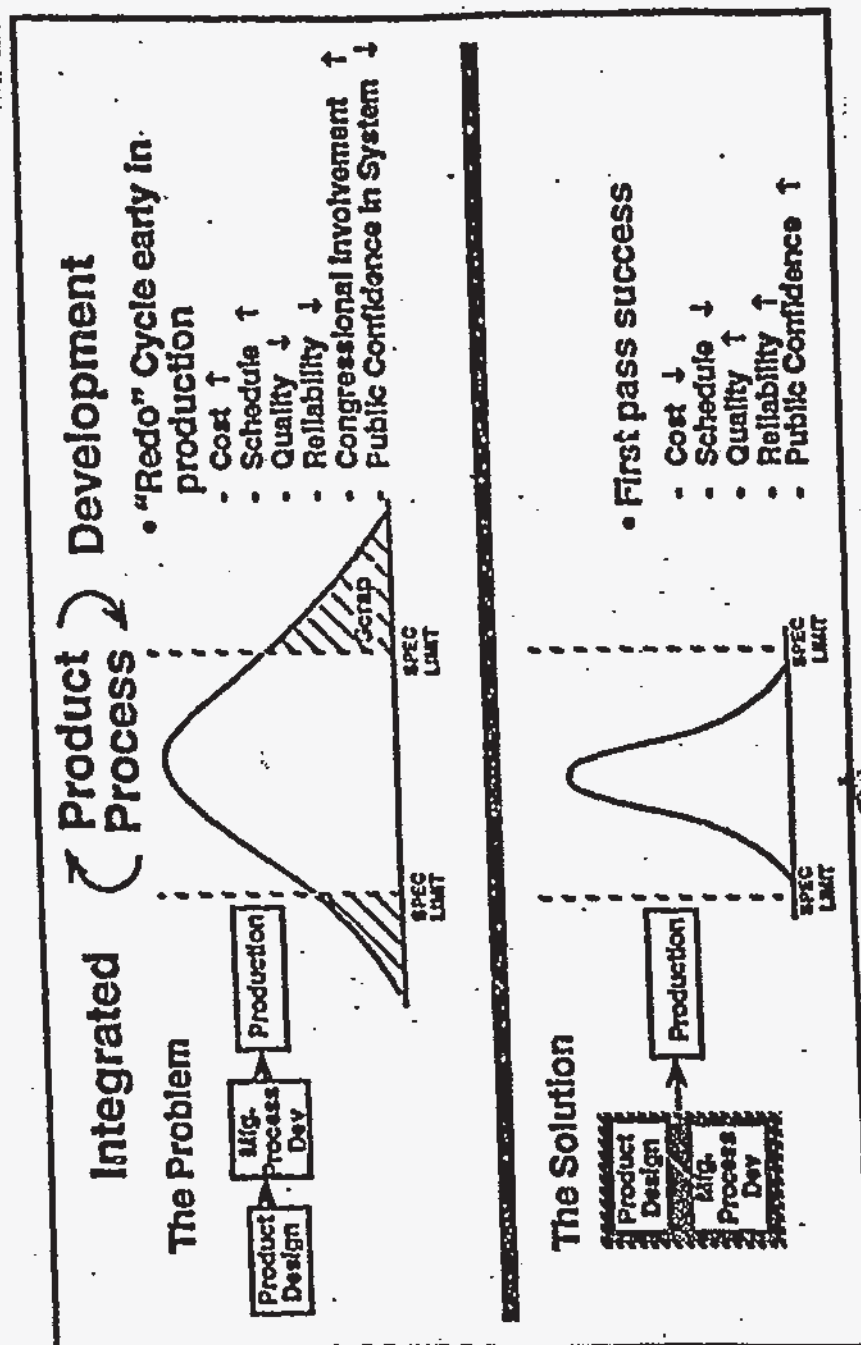 Integrated Product Development
Process
The Problem
Product
Design
Mfg.
Process
Dev
Production
SPEC
LIMIT
SPEC
LIMIT
Scrap
• "Redo" Cycle early in
production
- Cost ↑
- Schedule ↑
- Quality ↓
- Reliability ↓
- Congressional Involvement ↑
- Public Confidence in System ↓
The Solution
Product
Design
Mfg.
Process
Dev
Production
SPEC
LIMIT
SPEC
LIMIT
• First pass success
- Cost ↓
- Schedule ↓
- Quality ↑
- Reliability ↑
- Public Confidence ↑